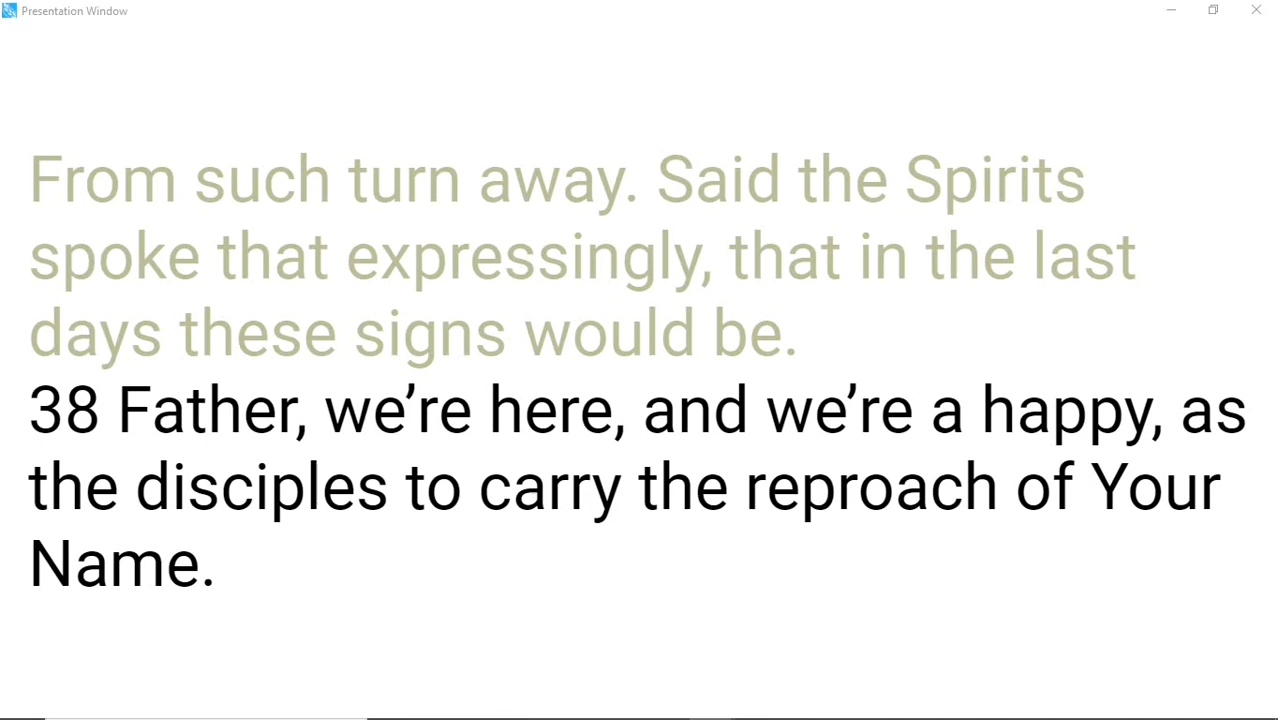 Presentation Window
From such turn away. Said the Spirits
spoke that expressingly, that in the last
days these signs would be.
38 Father, we’re here, and we’re a happy, as
the disciples to carry the reproach of Your
Name.